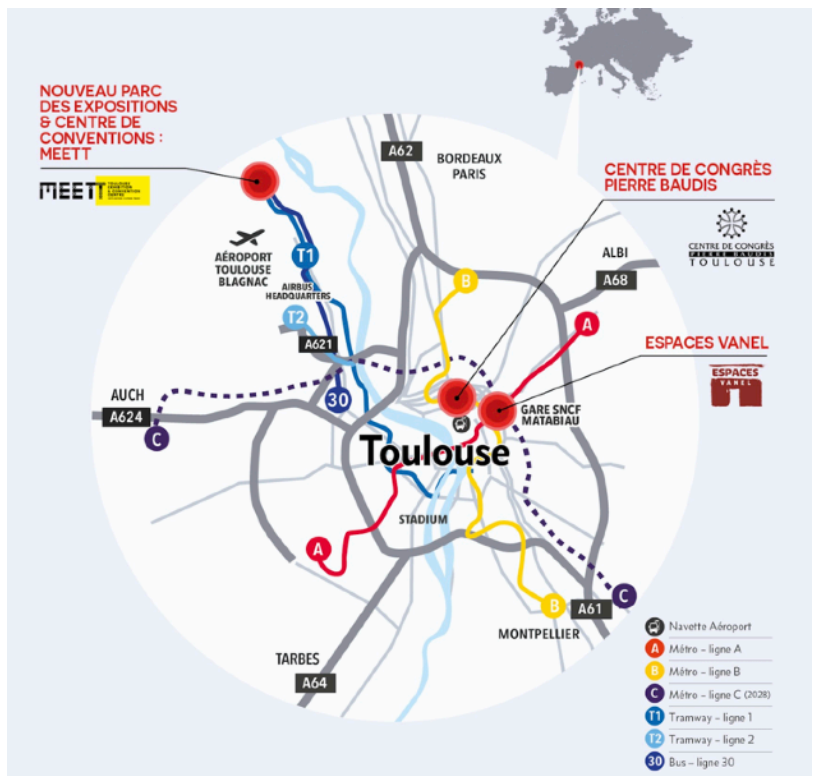 NOUVEAU PARC
DES EXPOSITIONS
& CENTRE DE
CONVENTIONS :
MEETT
MEETT
A62
BORDEAUX
PARIS
CENTRE DE CONGRÈS
PIERRE BAUDIS
CENTRE DE CONGRÈS
PIERRE BAUDIS
TOULOUSE
T1
AÉROPORT
TOULOUSE
BLAGNAC
AIRBUS
HEADQUARTERS
B
ALBI
A68
T2
A621
A
ESPACES VANEL
ESPACES
VANEL
AUCH
A624
C
30
GARE SNCF
MATABIAU
Toulouse
STADIUM
A
B
A61
C
MONTPELLIER
TARBES
A64
Navette Aéroport
A Métro - ligne A
B Métro - ligne B
C Métro - ligne C (2028)
T1 Tramway - ligne 1
T2 Tramway - ligne 2
30 Bus - ligne 30